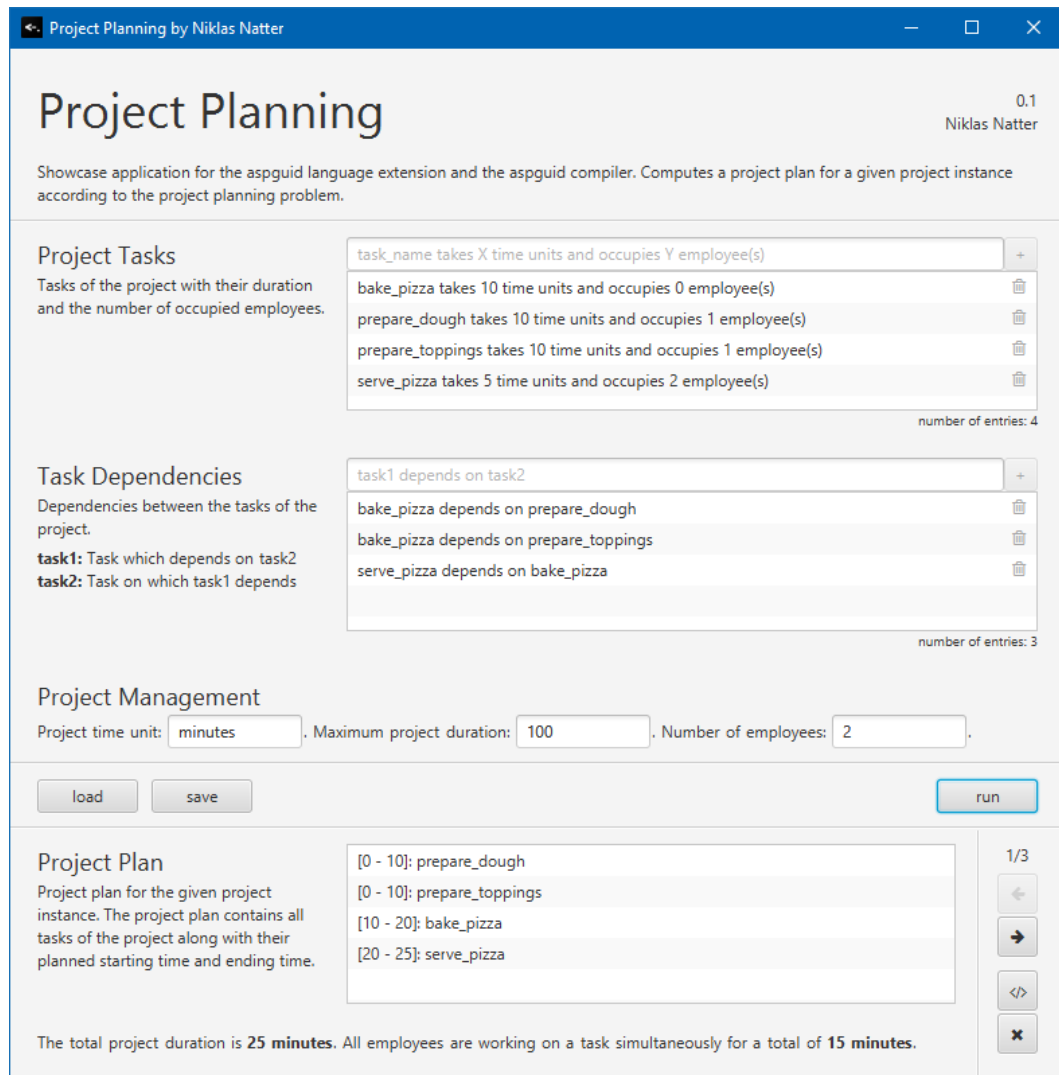 Project Planning by Niklas Natter
Project Planning
0.1
Niklas Natter
Showcase application for the aspguid language extension and the aspguid compiler. Computes a project plan for a given project instance
according to the project planning problem.
Project Tasks
Tasks of the project with their duration
and the number of occupied employees.
task_name takes X time units and occupies Y employee(s)
+
bake_pizza takes 10 time units and occupies 0 employee(s)
prepare_dough takes 10 time units and occupies 1 employee(s)
prepare_toppings takes 10 time units and occupies 1 employee(s)
serve_pizza takes 5 time units and occupies 2 employee(s)
number of entries: 4
Task Dependencies
Dependencies between the tasks of the
project.
task1: Task which depends on task2
task2: Task on which task1 depends
task1 depends on task2
+
bake_pizza depends on prepare_dough
bake_pizza depends on prepare_toppings
serve_pizza depends on bake_pizza
number of entries: 3
Project Management
Project time unit: minutes . Maximum project duration: 100 . Number of employees: 2 .
load save run
Project Plan
Project plan for the given project
instance. The project plan contains all
tasks of the project along with their
planned starting time and ending time.
[0 - 10]: prepare_dough
[0 - 10]: prepare_toppings
[10 - 20]: bake_pizza
[20 - 25]: serve_pizza
1/3
</>
The total project duration is 25 minutes. All employees are working on a task simultaneously for a total of 15 minutes.